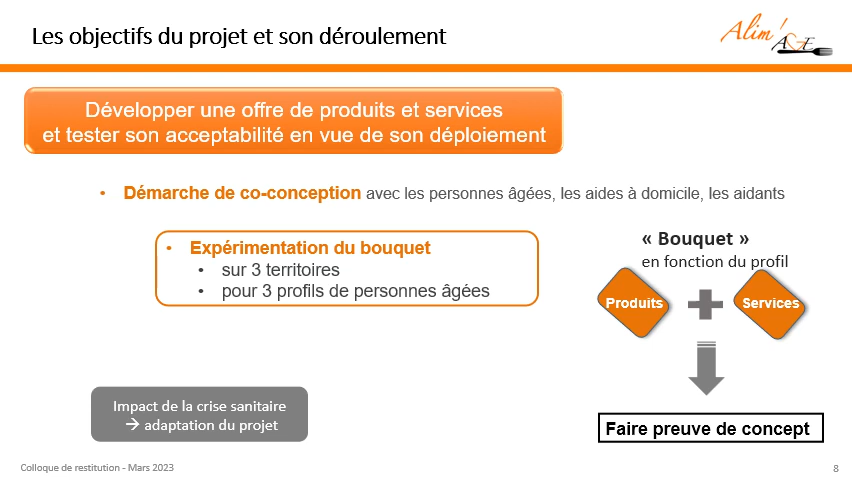 Les objectifs du projet et son déroulement
Alim'
A&E
Développer une offre de produits et services
et tester son acceptabilité en vue de son déploiement
• Démarche de co-conception avec les personnes âgées, les aides à domicile, les aidants
• Expérimentation du bouquet
• sur 3 territoires
• pour 3 profils de personnes âgées
« Bouquet »
en fonction du profil
Produits
Services
Impact de la crise sanitaire
→ adaptation du projet
Faire preuve de concept
Colloque de restitution - Mars 2023
8